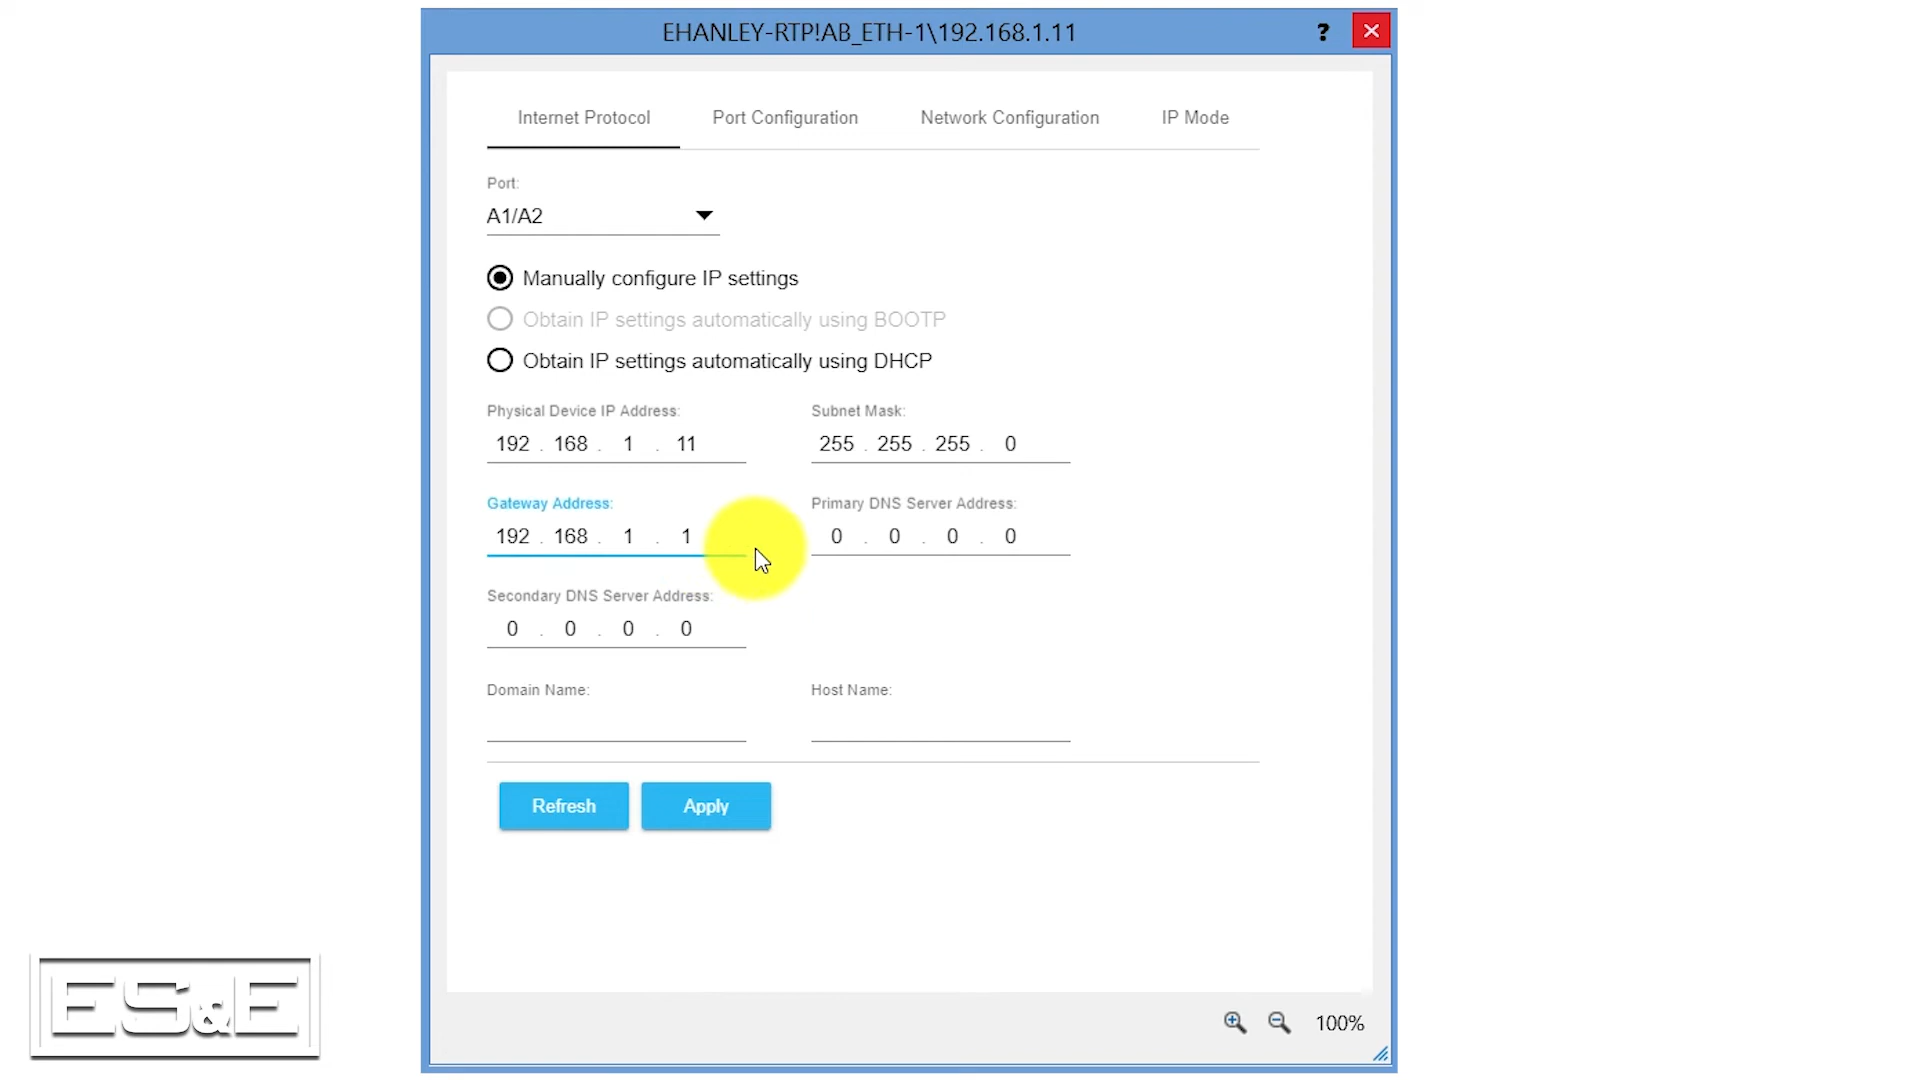 EHANLEY-RTP!AB_ETH-1\192.168.1.11 ?
Internet Protocol Port Configuration Network Configuration IP Mode
Port:
A1/A2
Manually configure IP settings
Obtain IP settings automatically using BOOTP
Obtain IP settings automatically using DHCP
Physical Device IP Address: Subnet Mask:
192 . 168 . 1 . 11 255 . 255 . 255 . 0
Gateway Address: Primary DNS Server Address:
192 . 168 . 1 . 1 0 . 0 . 0 . 0
Secondary DNS Server Address:
0 . 0 . 0 . 0
Domain Name: Host Name:
Refresh Apply
ES&E
100%